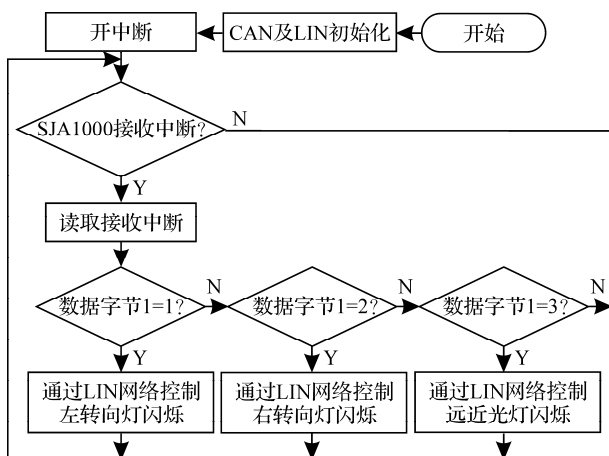 开中断
CAN及LIN初始化
开始
SJA1000接收中断?
N
Y
读取接收中断
数据字节1=1?
N
数据字节1=2?
N
数据字节1=3?
N
Y
Y
Y
通过LIN网络控制
左转向灯闪烁
通过LIN网络控制
右转向灯闪烁
通过LIN网络控制
远近光灯闪烁